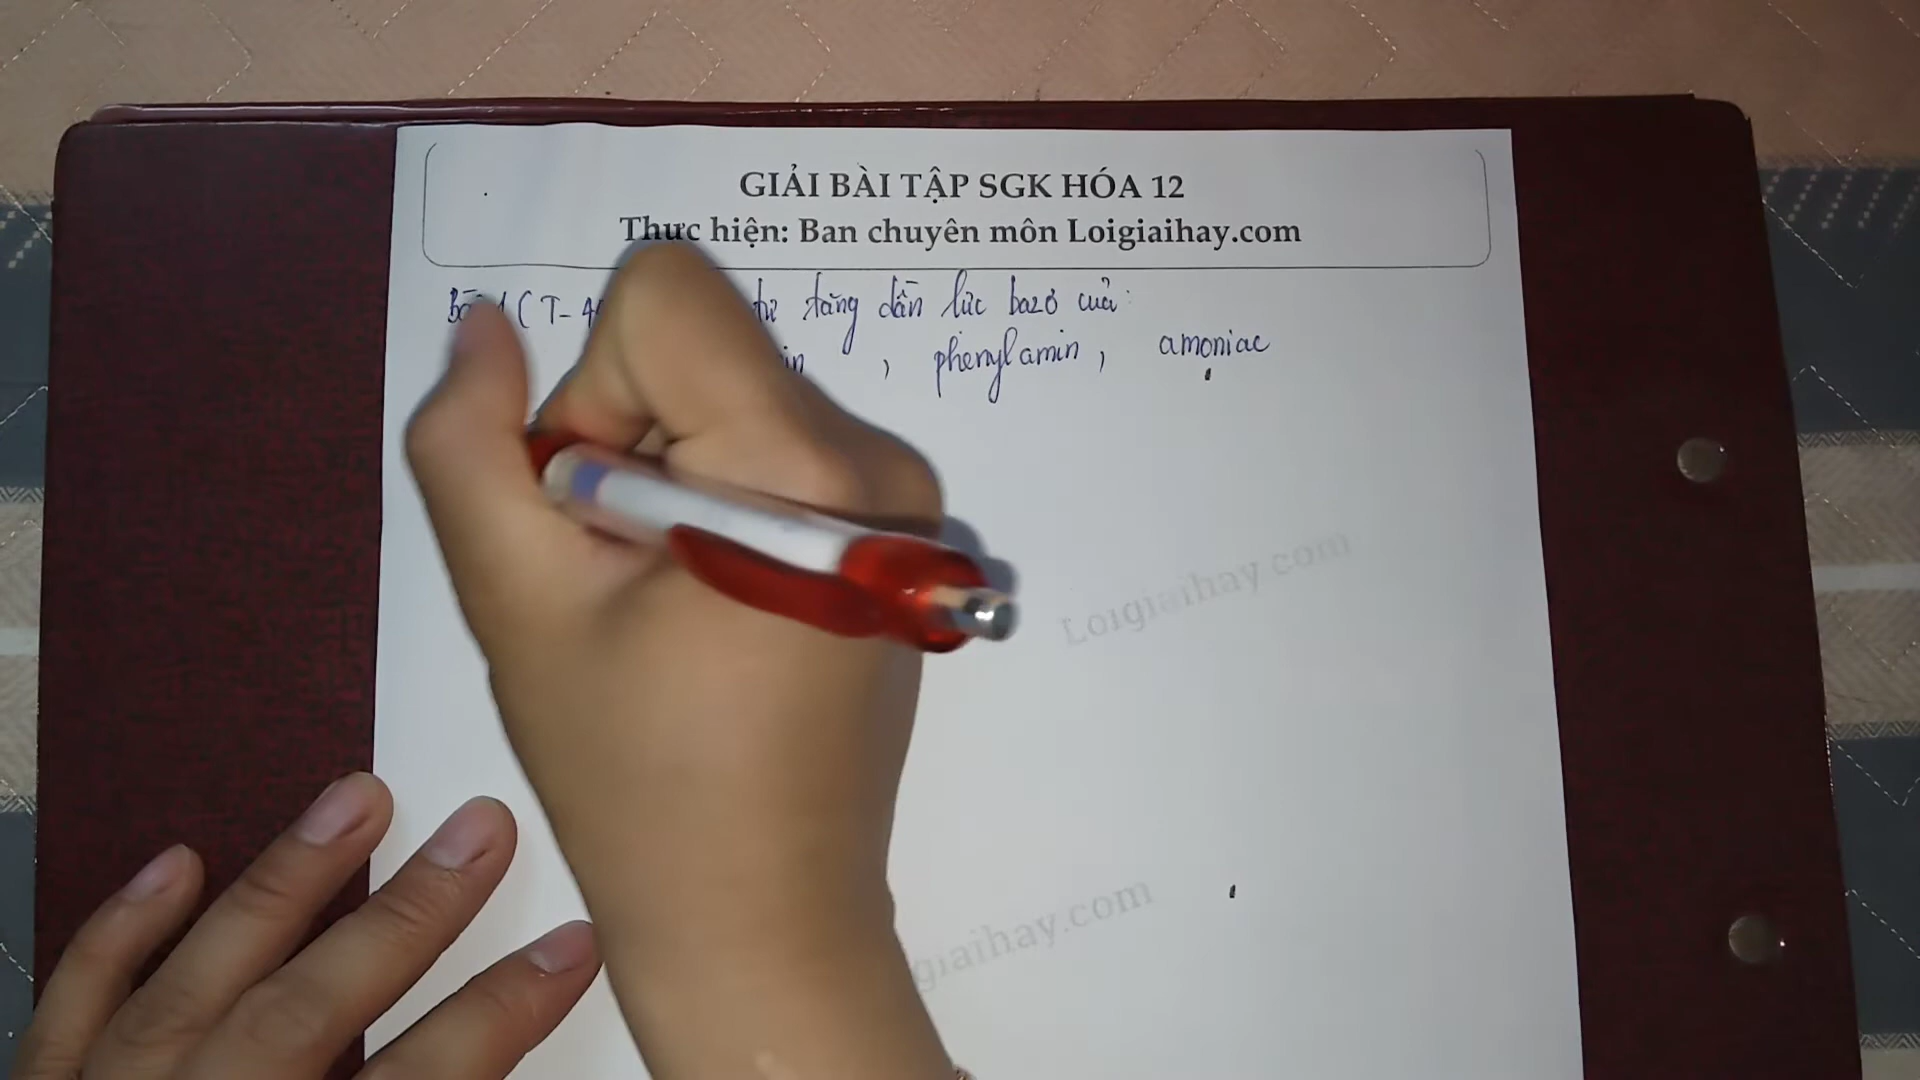 GIẢI BÀI TẬP SGK HÓA 12
Thực hiện: Ban chuyên môn Loigiaihay.com
tăng dần lực bazơ của:
, phenylamin, amoniac
Loigiaihay.com
giaihay.com